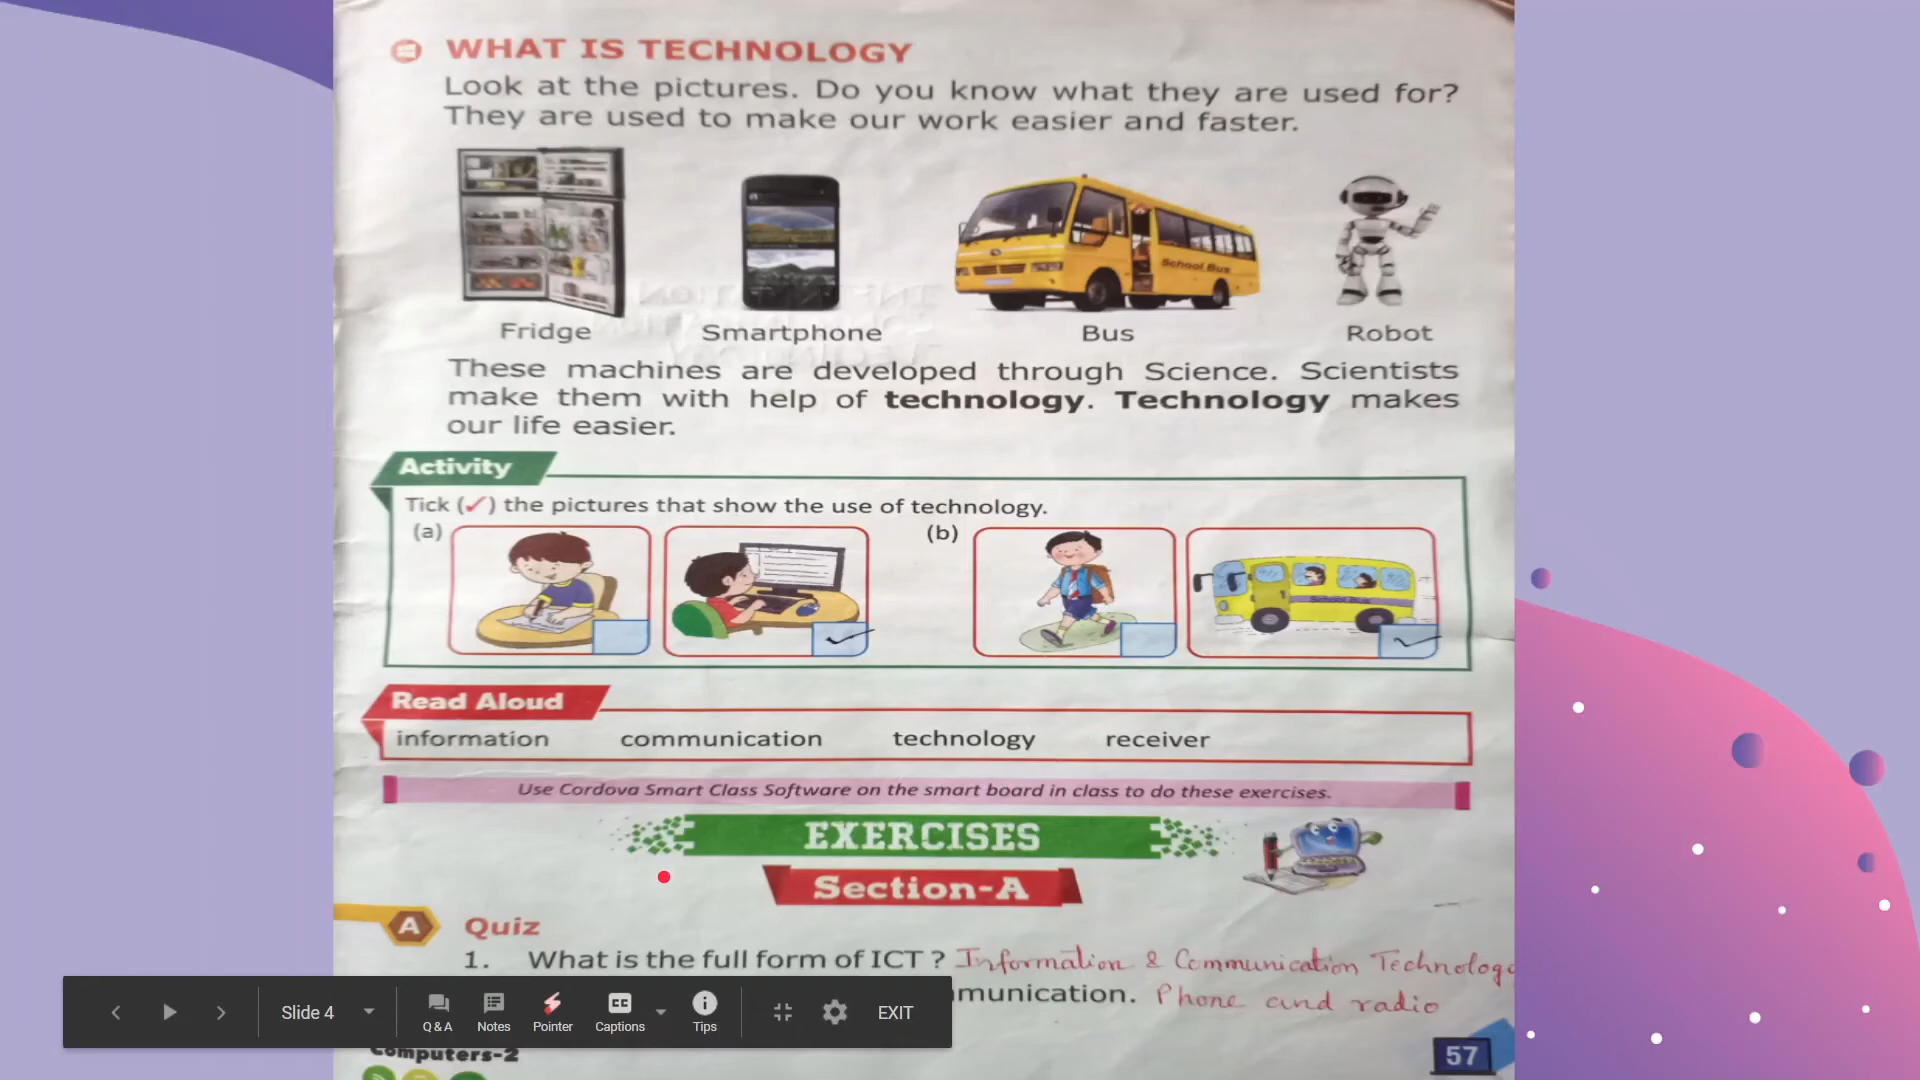 WHAT IS TECHNOLOGY
Look at the pictures. Do you know what they are used for?
They are used to make our work easier and faster.
School Bus
Fridge
Smartphone
Bus
Robot
These machines are developed through Science. Scientists
make them with help of technology. Technology makes
our life easier.
Activity
Tick (✓) the pictures that show the use of technology.
(a)
(b)
School Bus
Read Aloud
information communication technology receiver
Use Cordova Smart Class Software on the smart board in class to do these exercises.
EXERCISES
Section-A
A Quiz
1. What is the full form of ICT ? Information & Communication Technology
munication. Phone and radio
Slide 4
Q&A
Notes
Pointer
CC
Captions
Tips
EXIT
Computers-2
57